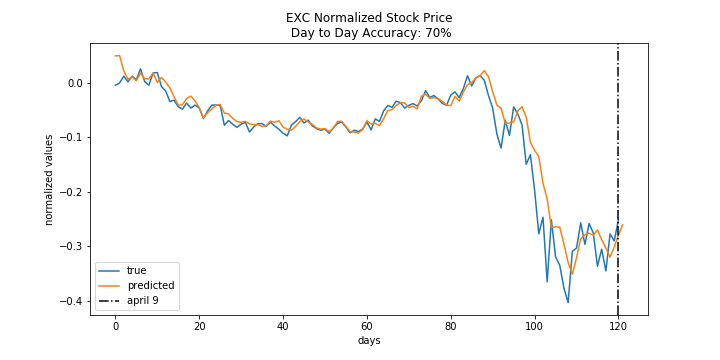 EXC Normalized Stock Price
Day to Day Accuracy: 70%
normalized values
0.0
−0.1
−0.2
−0.3
−0.4
true
predicted
april 9
0
20
40
60
80
100
120
days